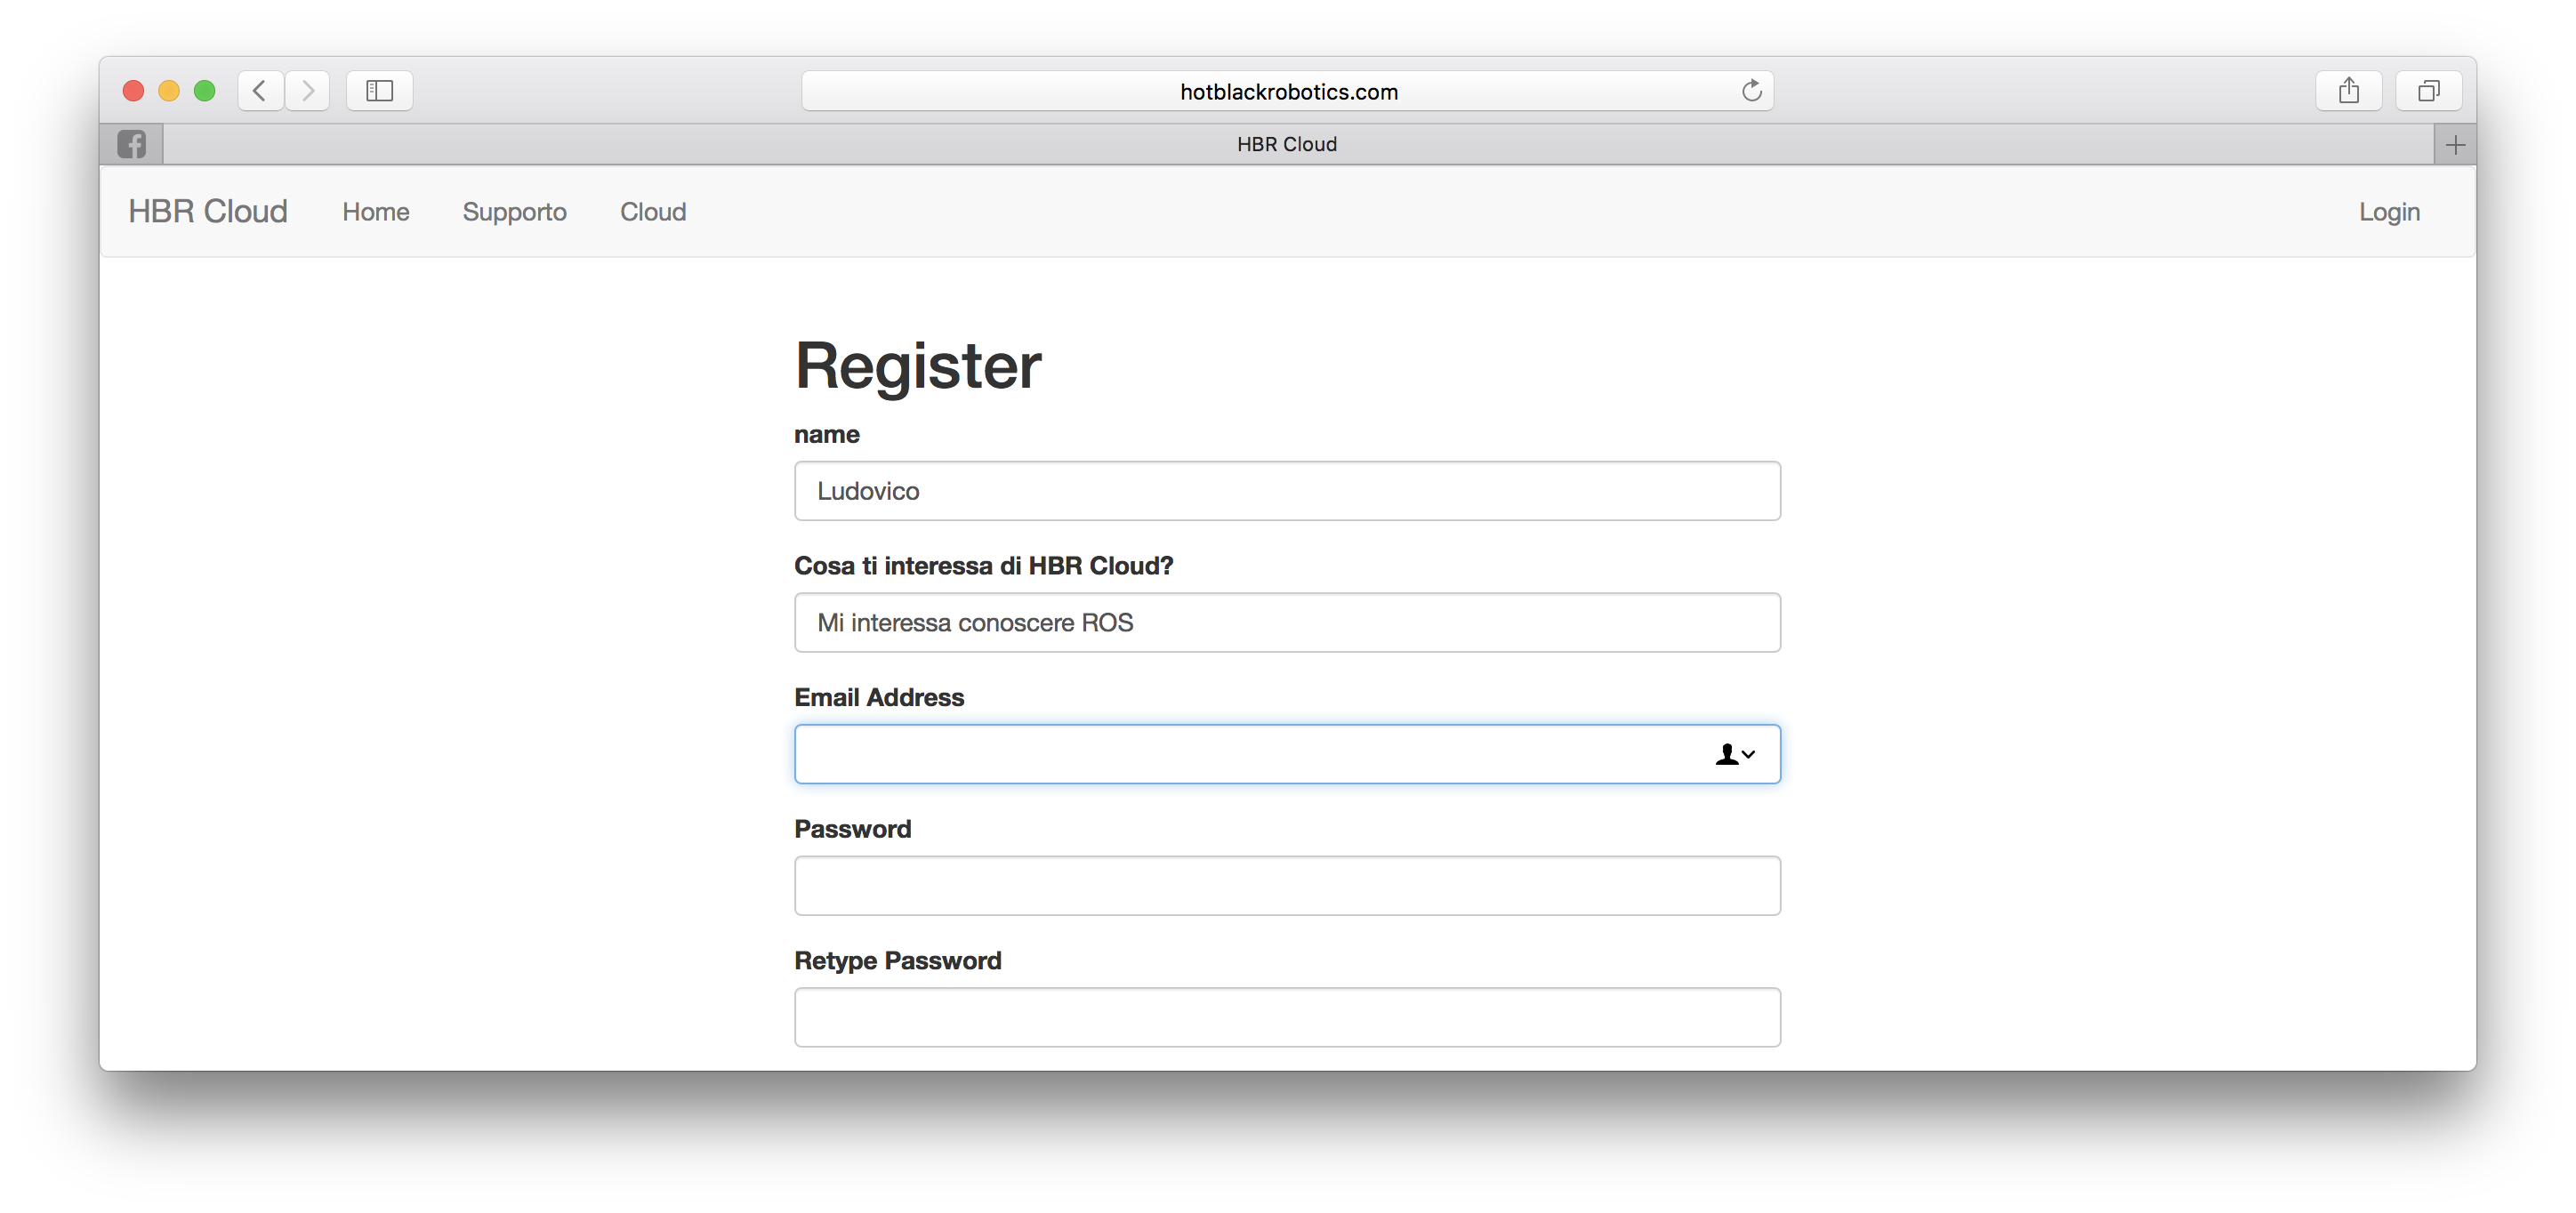 hotblackrobotics.com
HBR Cloud
HBR Cloud Home Supporto Cloud Login
Register
name
Ludovico
Cosa ti interessa di HBR Cloud?
Mi interessa conoscere ROS
Email Address
Password
Retype Password